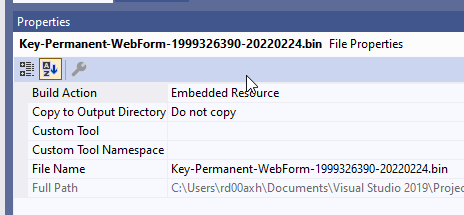 Properties
Key-Permanent-WebForm-1999326390-20220224.bin File Properties
Build Action Embedded Resource
Copy to Output Directory Do not copy
Custom Tool
Custom Tool Namespace
File Name Key-Permanent-WebForm-1999326390-20220224.bin
Full Path C:\Users\rd00axh\Documents\Visual Studio 2019\Projec